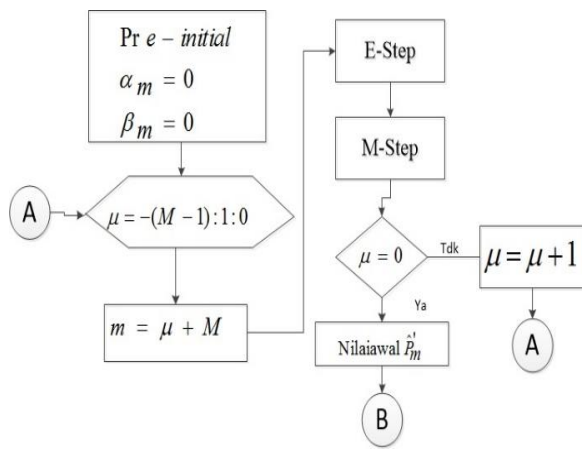 Pr e – initial
α_m = 0
β_m = 0
A
μ = -(M - 1):1:0
m = μ + M
E-Step
M-Step
μ = 0
Tdk
μ = μ + 1
A
Ya
Nilaiawal P̂'_m
B